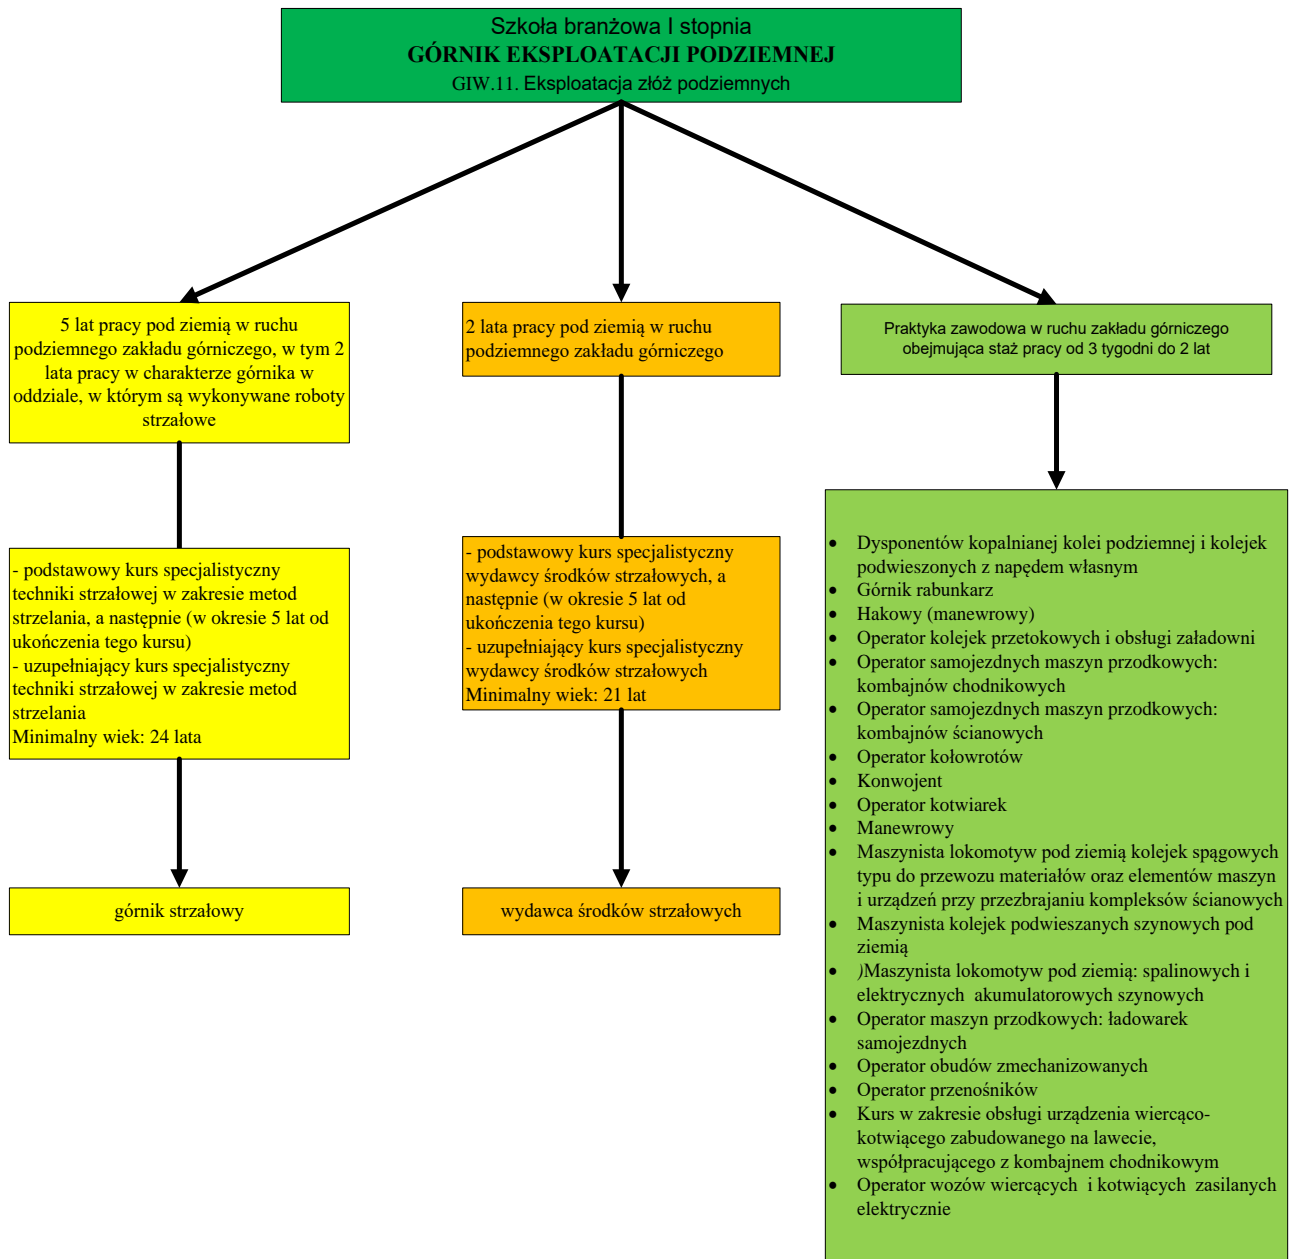 Szkoła branżowa I stopnia
GÓRNIK EKSPLOATACJI PODZIEMNEJ
GIW.11. Eksploatacja złóż podziemnych
5 lat pracy pod ziemią w ruchu
podziemnego zakładu górniczego, w tym 2
lata pracy w charakterze górnika w
oddziale, w którym są wykonywane roboty
strzałowe
- podstawowy kurs specjalistyczny
techniki strzałowej w zakresie metod
strzelania, a następnie (w okresie 5 lat od
ukończenia tego kursu)
- uzupełniający kurs specjalistyczny
techniki strzałowej w zakresie metod
strzelania
Minimalny wiek: 24 lata
górnik strzałowy
2 lata pracy pod ziemią w ruchu
podziemnego zakładu górniczego
- podstawowy kurs specjalistyczny
wydawcy środków strzałowych, a
następnie (w okresie 5 lat od
ukończenia tego kursu)
- uzupełniający kurs specjalistyczny
wydawcy środków strzałowych
Minimalny wiek: 21 lat
wydawca środków strzałowych
Praktyka zawodowa w ruchu zakładu górniczego
obejmująca staż pracy od 3 tygodni do 2 lat
• Dysponentów kopalnianej kolei podziemnej i kolejek
podwieszonych z napędem własnym
• Górnik rabunkarz
• Hakowy (manewrowy)
• Operator kolejek przetokowych i obsługi załadowni
• Operator samojezdnych maszyn przodkowych:
kombajnów chodnikowych
• Operator samojezdnych maszyn przodkowych:
kombajnów ścianowych
• Operator kołowrotów
• Konwojent
• Operator kotwiarek
• Manewrowy
• Maszynista lokomotyw pod ziemią kolejek spągowych
typu do przewozu materiałów oraz elementów maszyn
i urządzeń przy przezbrajaniu kompleksów ścianowych
• Maszynista kolejek podwieszanych szynowych pod
ziemią
• )Maszynista lokomotyw pod ziemią: spalinowych i
elektrycznych akumulatorowych szynowych
• Operator maszyn przodkowych: ładowarek
samojezdnych
• Operator obudów zmechanizowanych
• Operator przenośników
• Kurs w zakresie obsługi urządzenia wiercąco-
kotwiącego zabudowanego na lawecie,
współpracującego z kombajnem chodnikowym
• Operator wozów wiercących i kotwiących zasilanych
elektrycznie